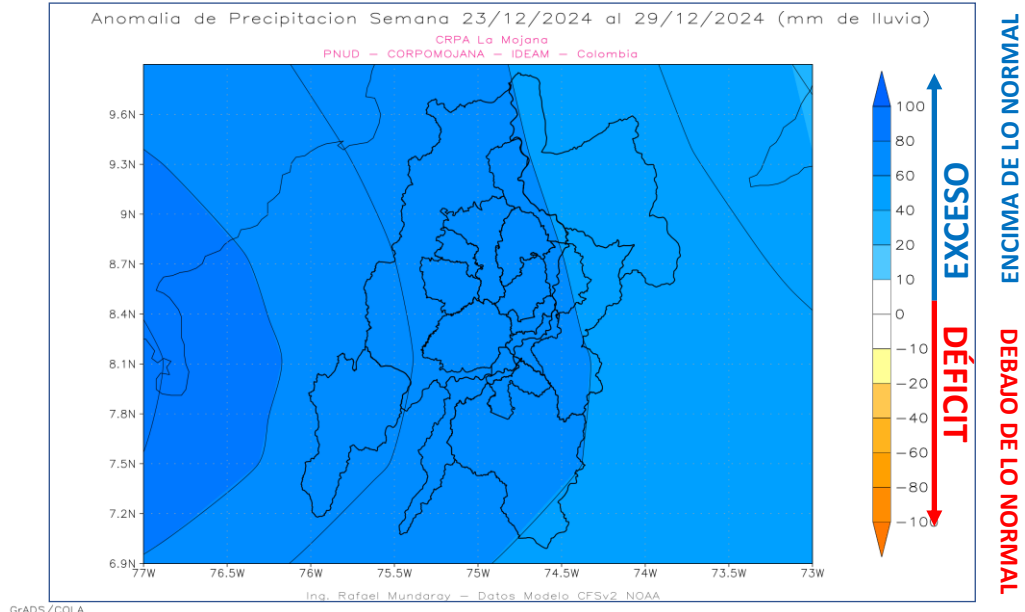 Anomalia de Precipitacion Semana 23/12/2024 al 29/12/2024 (mm de lluvia)
CRPA La Mojana
PNUD – CORPOMOJANA – IDEAM – Colombia
9.6N
9.3N
9N
8.7N
8.4N
8.1N
7.8N
7.5N
7.2N
6.9N
77W
76.5W
76W
75.5W
75W
74.5W
74W
73.5W
73W
100
80
60
40
20
10
0
−10
−20
−40
−60
−80
−100
EXCESO
DÉFICIT
ENCIMA DE LO NORMAL
DEBAJO DE LO NORMAL
Ing. Rafael Mundaray – Datos Modelo CFSv2 NOAA
GrADS/COLA